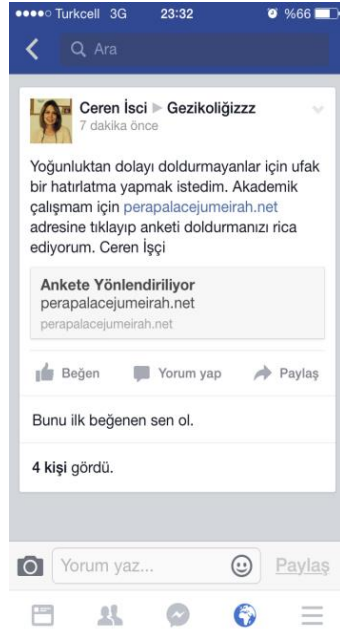 Turkcell 3G 23:32 %66
Ara
Ceren İsci ▶ Gezikoliğizzz
7 dakika önce
Yoğunluktan dolayı doldurmayanlar için ufak
bir hatırlatma yapmak istedim. Akademik
çalışmam için perapalacejumeirah.net
adresine tıklayıp anketi doldurmanızı rica
ediyorum. Ceren İşçi
Ankete Yönlendiriliyor
perapalacejumeirah.net
perapalacejumeirah.net
Beğen Yorum yap Paylaş
Bunu ilk beğenen sen ol.
4 kişi gördü.
Yorum yaz... Paylaş